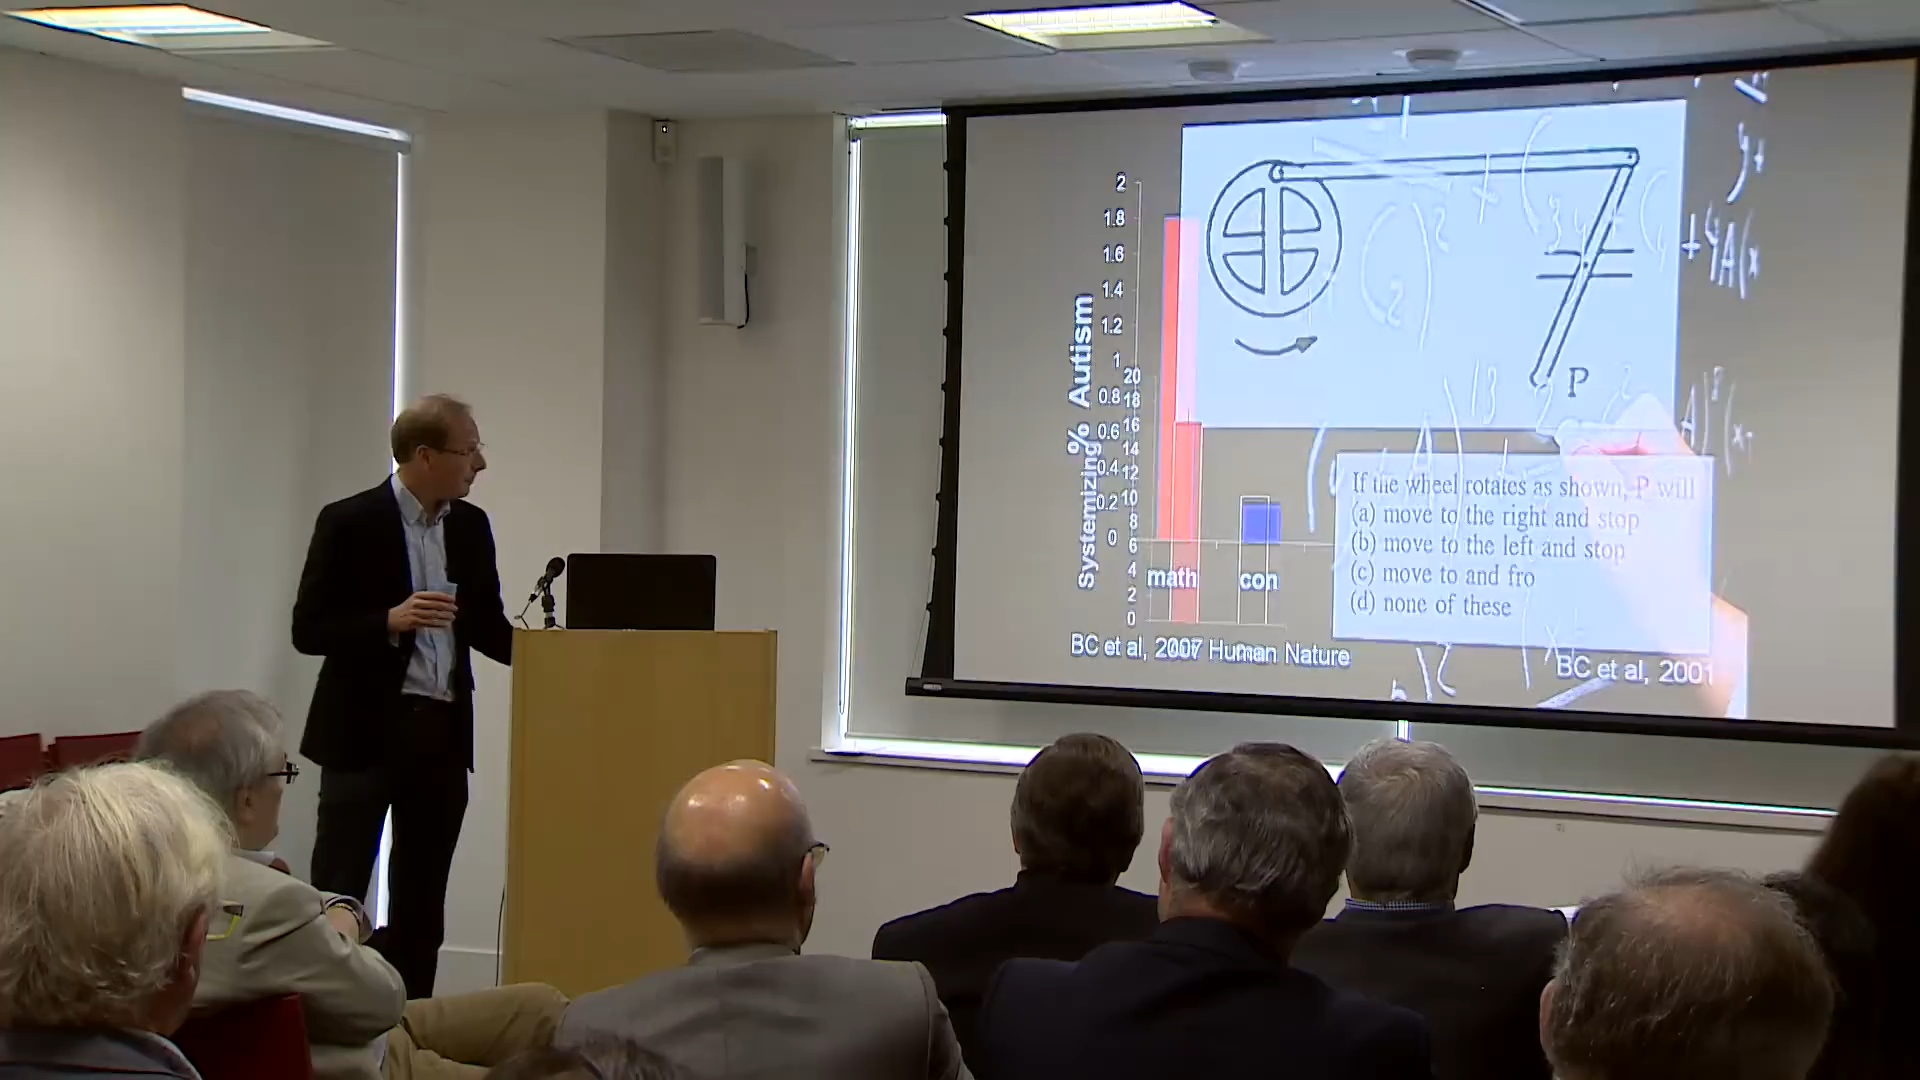 2
1.8
1.6
1.4
1.2
1
0.8
0.6
0.4
0.2
0
% Autism
20
18
16
14
12
10
8
6
4
2
0
Systemizing
math
con
BC et al, 2007 Human Nature
P
If the wheel rotates as shown, P will
(a) move to the right and stop
(b) move to the left and stop
(c) move to and fro
(d) none of these
BC et al, 2001